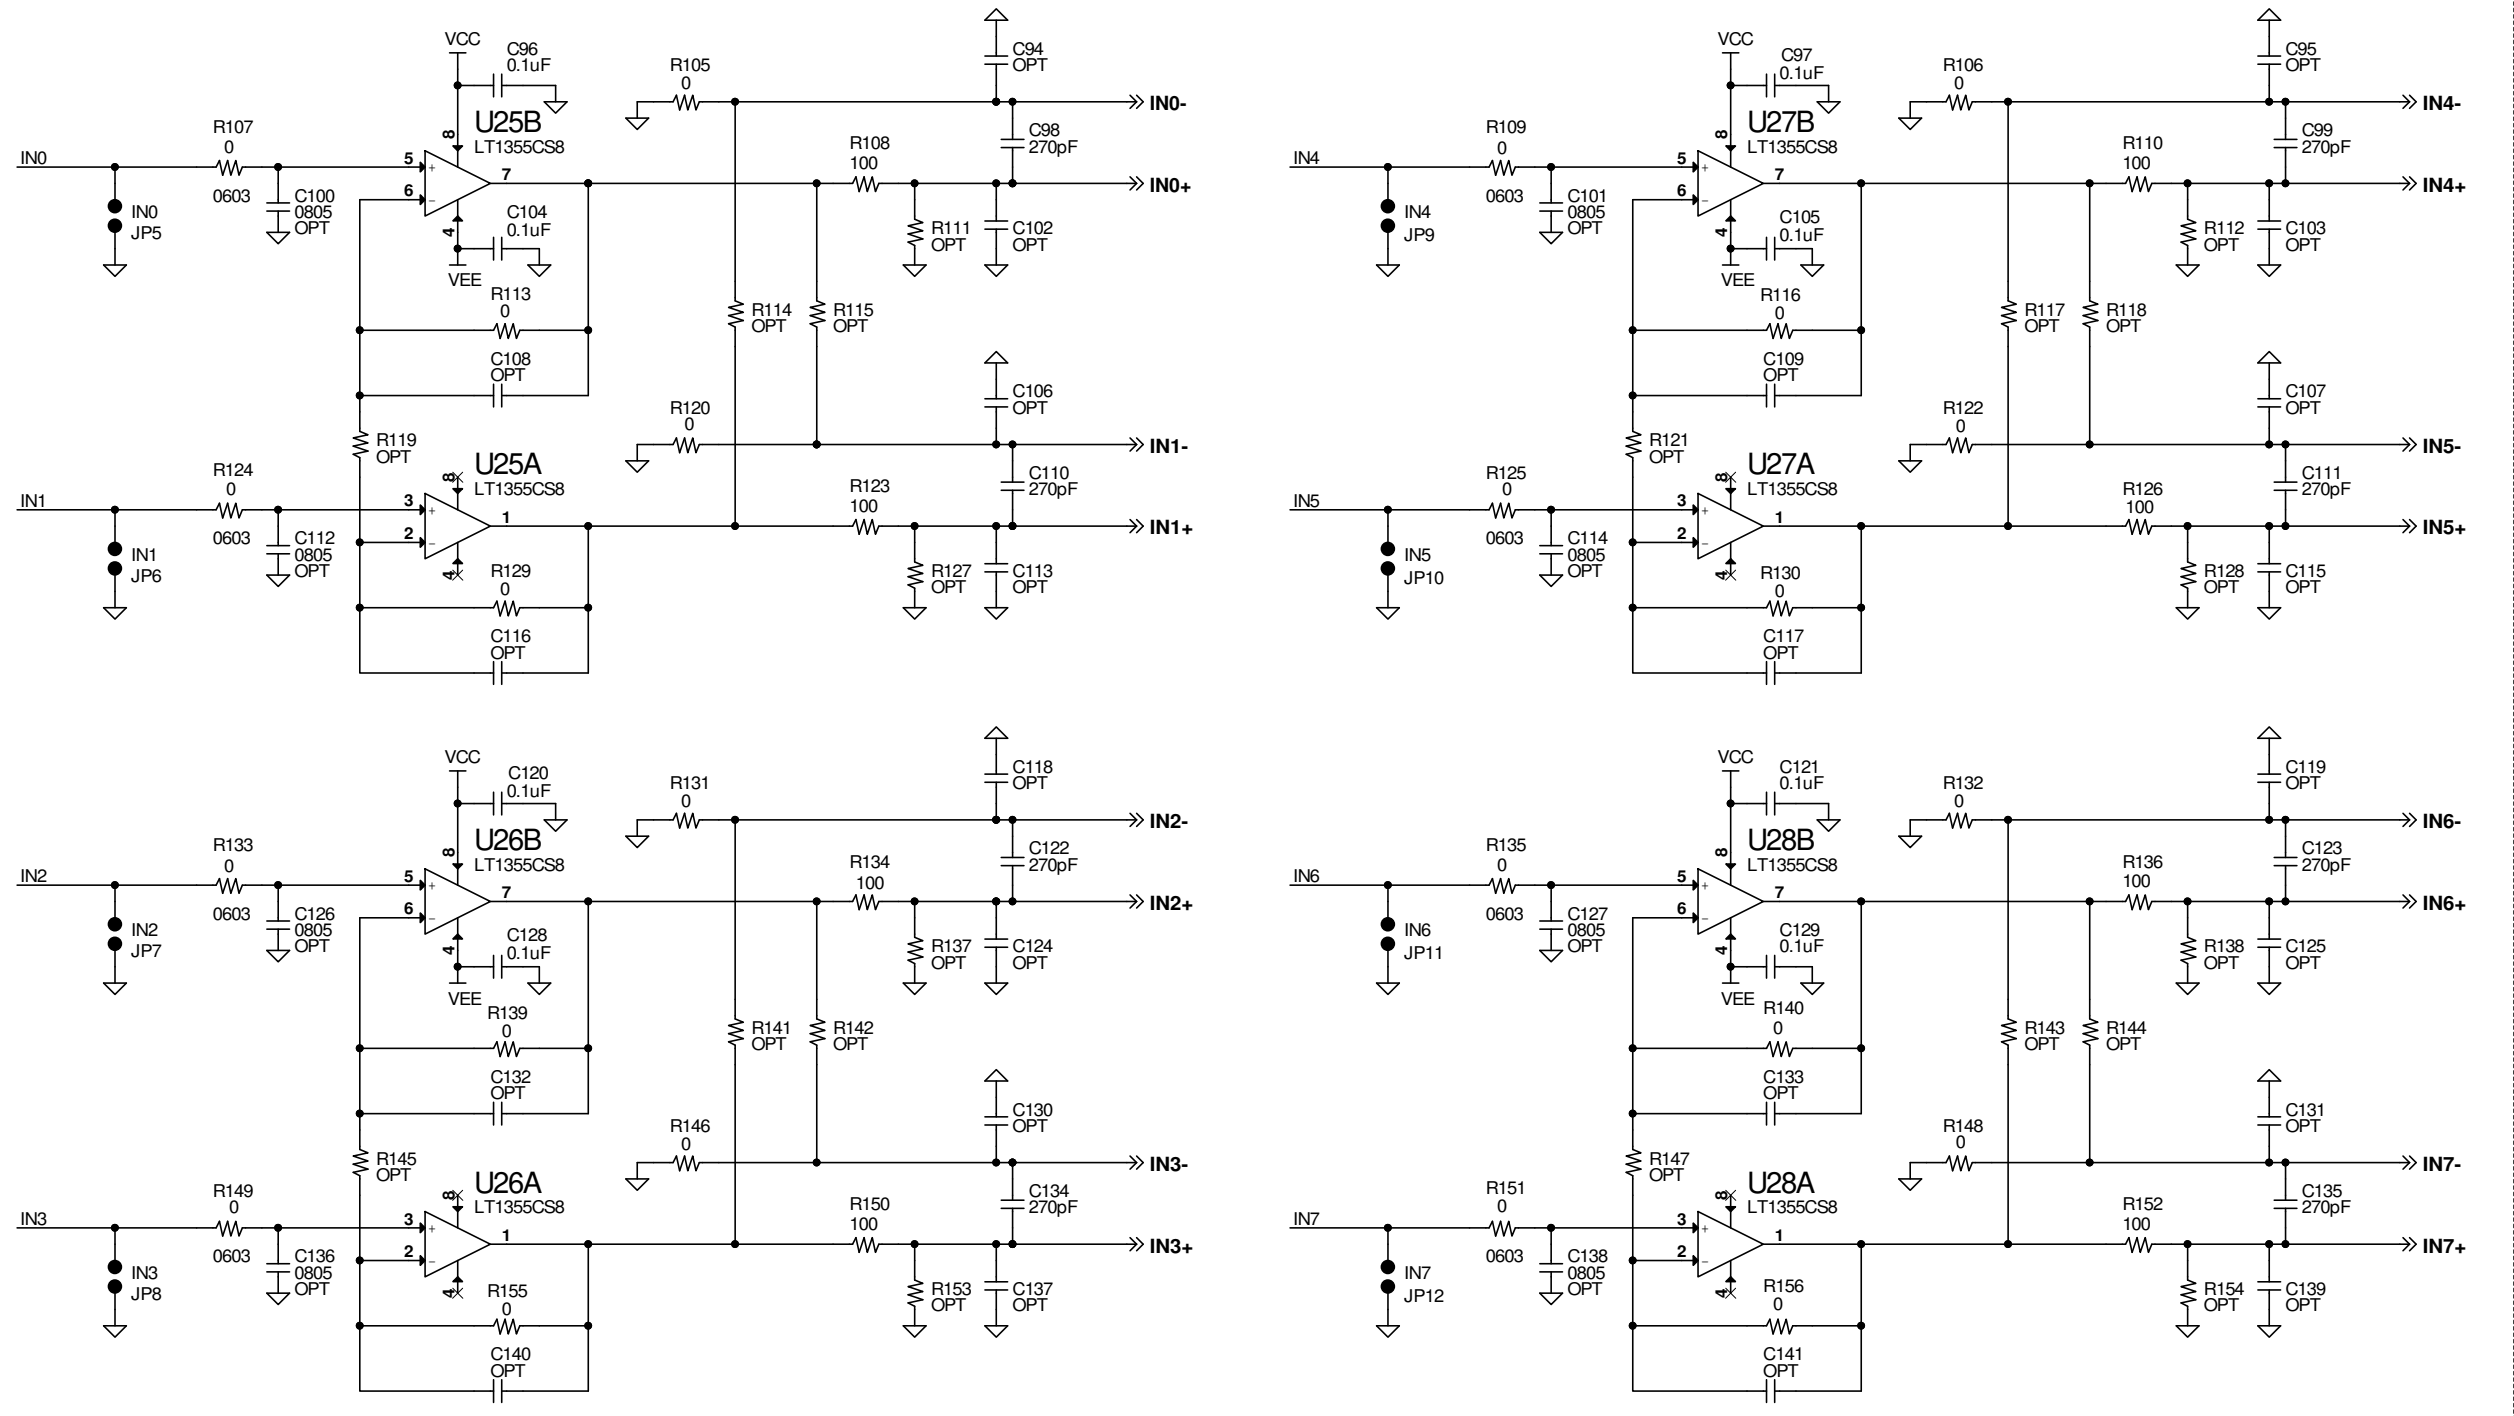 VCC
C96
0.1uF
C94
OPT
R105
0
IN0-
U25B
LT1355CS8
8
R107
0
0603
IN0
5
6
7
4
C98
270pF
R108
100
IN0+
C100
0805
OPT
IN0
JP5
C104
0.1uF
VEE
R111
OPT
C102
OPT
R113
0
R114
OPT
R115
OPT
C108
OPT
C106
OPT
R120
0
IN1-
R119
OPT
U25A
LT1355CS8
8
R124
0
0603
IN1
3
2
1
4
C110
270pF
R123
100
IN1+
C112
0805
OPT
IN1
JP6
R129
0
R127
OPT
C113
OPT
C116
OPT
VCC
C97
0.1uF
C95
OPT
R106
0
IN4-
U27B
LT1355CS8
8
R109
0
0603
IN4
5
6
7
4
C99
270pF
R110
100
IN4+
C101
0805
OPT
IN4
JP9
C105
0.1uF
VEE
R112
OPT
C103
OPT
R116
0
R117
OPT
R118
OPT
C109
OPT
C107
OPT
R122
0
IN5-
R121
OPT
U27A
LT1355CS8
8
R125
0
0603
IN5
3
2
1
4
C111
270pF
R126
100
IN5+
C114
0805
OPT
IN5
JP10
R130
0
R128
OPT
C115
OPT
C117
OPT
VCC
C120
0.1uF
C118
OPT
R131
0
IN2-
U26B
LT1355CS8
8
R133
0
0603
IN2
5
6
7
4
C122
270pF
R134
100
IN2+
C126
0805
OPT
IN2
JP7
C128
0.1uF
VEE
R137
OPT
C124
OPT
R139
0
R141
OPT
R142
OPT
C132
OPT
C130
OPT
R146
0
IN3-
R145
OPT
U26A
LT1355CS8
8
R149
0
0603
IN3
3
2
1
4
C134
270pF
R150
100
IN3+
C136
0805
OPT
IN3
JP8
R155
0
R153
OPT
C137
OPT
C140
OPT
VCC
C121
0.1uF
C119
OPT
R132
0
IN6-
U28B
LT1355CS8
8
R135
0
0603
IN6
5
6
7
4
C123
270pF
R136
100
IN6+
C127
0805
OPT
IN6
JP11
C129
0.1uF
VEE
R138
OPT
C125
OPT
R140
0
R143
OPT
R144
OPT
C133
OPT
C131
OPT
R148
0
IN7-
R147
OPT
U28A
LT1355CS8
8
R151
0
0603
IN7
3
2
1
4
C135
270pF
R152
100
IN7+
C138
0805
OPT
IN7
JP12
R156
0
R154
OPT
C139
OPT
C141
OPT